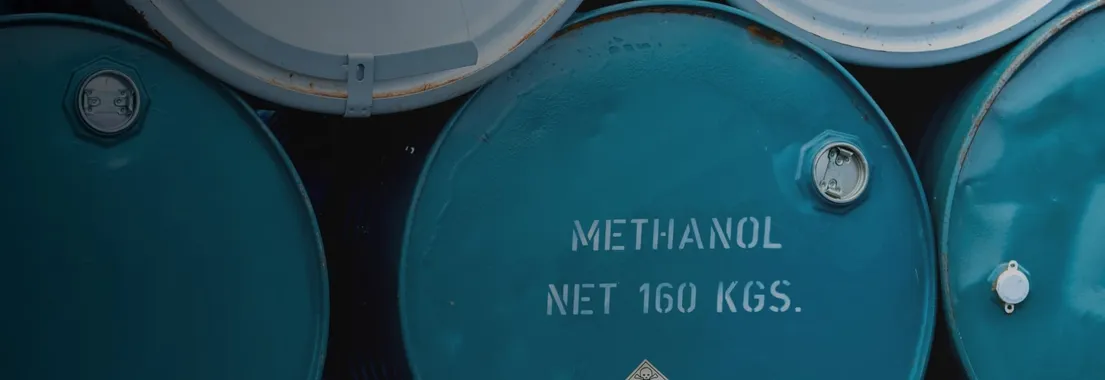 METHANOL
NET 160 KGS.